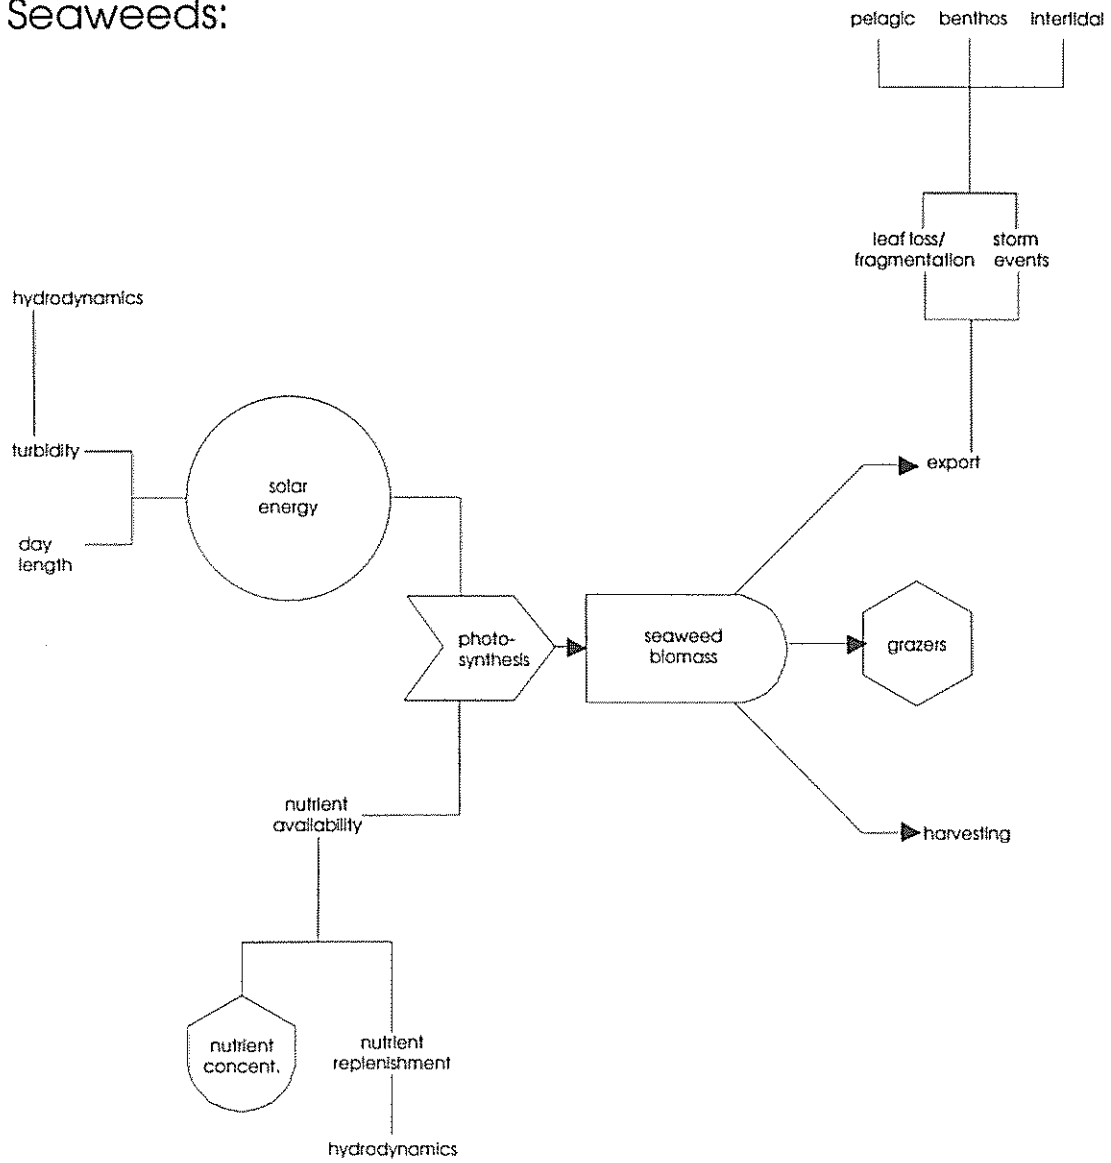 Seaweeds:
pelagic benthos intertidal
leaf loss/
fragmentation
storm
events
hydrodynamics
turbidity
day
length
solar
energy
export
photo-
synthesis
seaweed
biomass
grazers
nutrient
availability
harvesting
nutrient
concent.
nutrient
replenishment
hydrodynamics